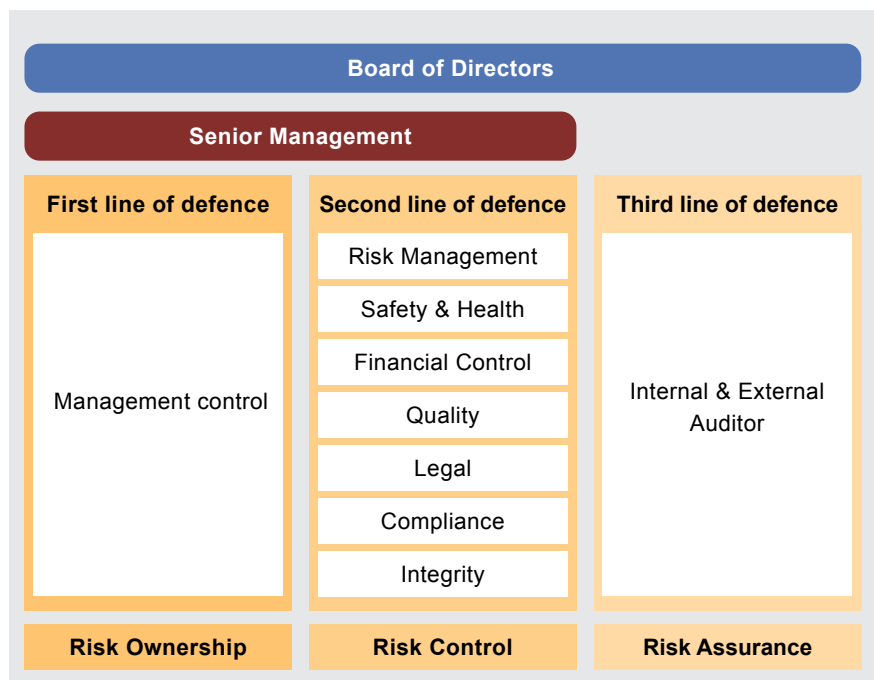 Board of Directors
Senior Management
First line of defence
Management control
Risk Ownership
Second line of defence
Risk Management
Safety & Health
Financial Control
Quality
Legal
Compliance
Integrity
Risk Control
Third line of defence
Internal & External
Auditor
Risk Assurance